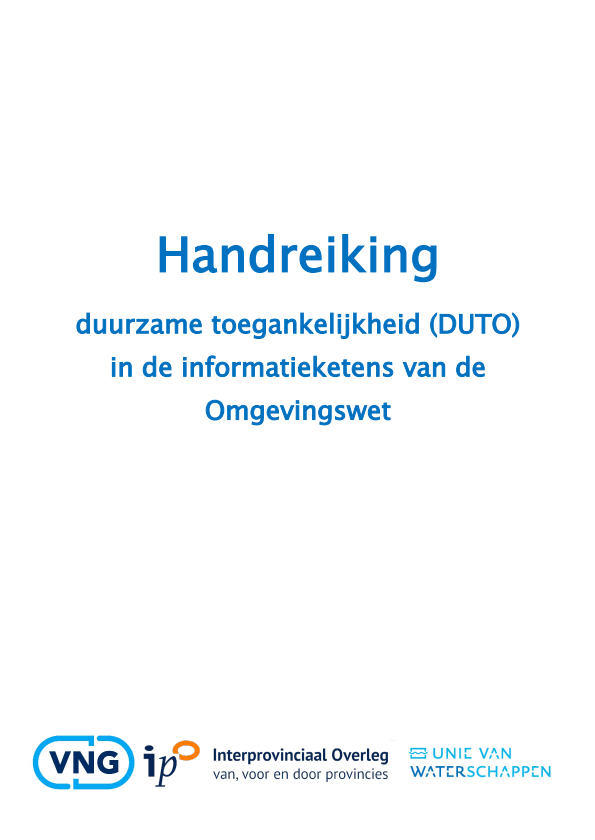 Handreiking
duurzame toegankelijkheid (DUTO)
in de informatieketens van de
Omgevingswet
VNG
ipo
Interprovinciaal Overleg
van, voor en door provincies
UNIE VAN
WATERSCHAPPEN